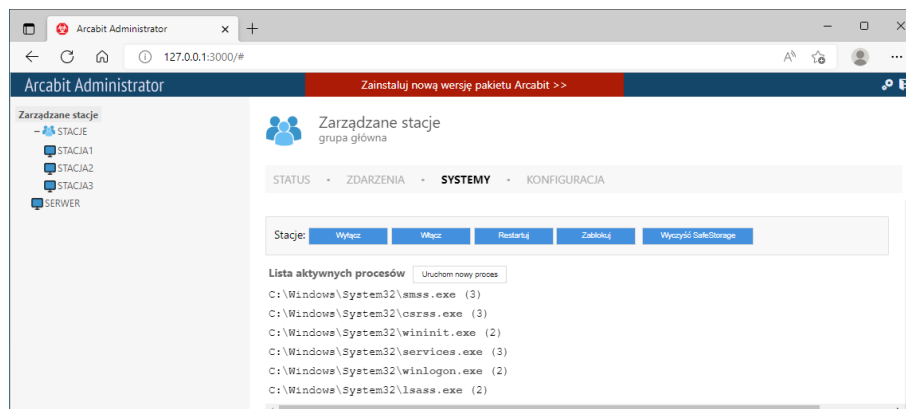 Arcabit Administrator
127.0.0.1:3000/#
Arcabit Administrator
Zainstaluj nową wersję pakietu Arcabit >>
Zarządzane stacje
STACJE
STACJA1
STACJA2
STACJA3
SERWER
Zarządzane stacje
grupa główna
STATUS - ZDARZENIA - SYSTEMY - KONFIGURACJA
Stacje: Wyłącz Włącz Restartuj Zablokuj Wyczyść SafeStorage
Lista aktywnych procesów Uruchom nowy proces
C:\Windows\System32\smss.exe (3)
C:\Windows\System32\csrss.exe (3)
C:\Windows\System32\wininit.exe (2)
C:\Windows\System32\services.exe (3)
C:\Windows\System32\winlogon.exe (2)
C:\Windows\System32\lsass.exe (2)